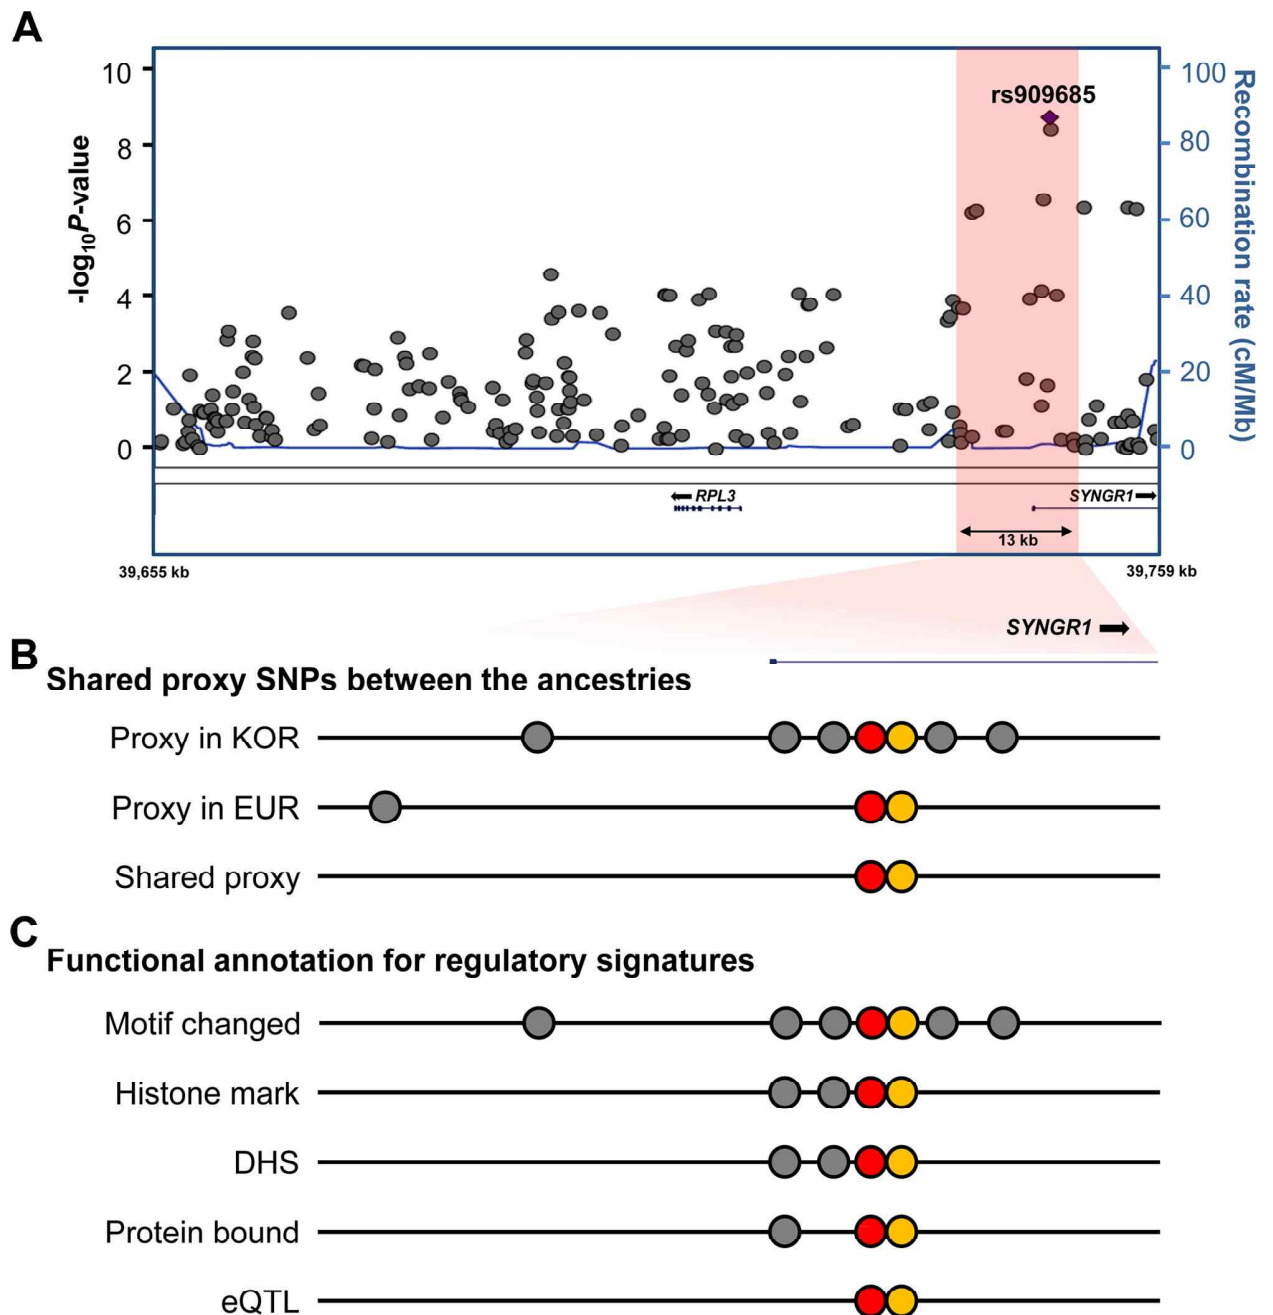 A
-log10P-value
10
8
6
4
2
0
rs909685
100
80
60
40
20
0
Recombination rate (cM/Mb)
RPL3
SYNGR1
13 kb
39,655 kb
39,759 kb
SYNGR1
B
Shared proxy SNPs between the ancestries
Proxy in KOR
Proxy in EUR
Shared proxy
C
Functional annotation for regulatory signatures
Motif changed
Histone mark
DHS
Protein bound
eQTL